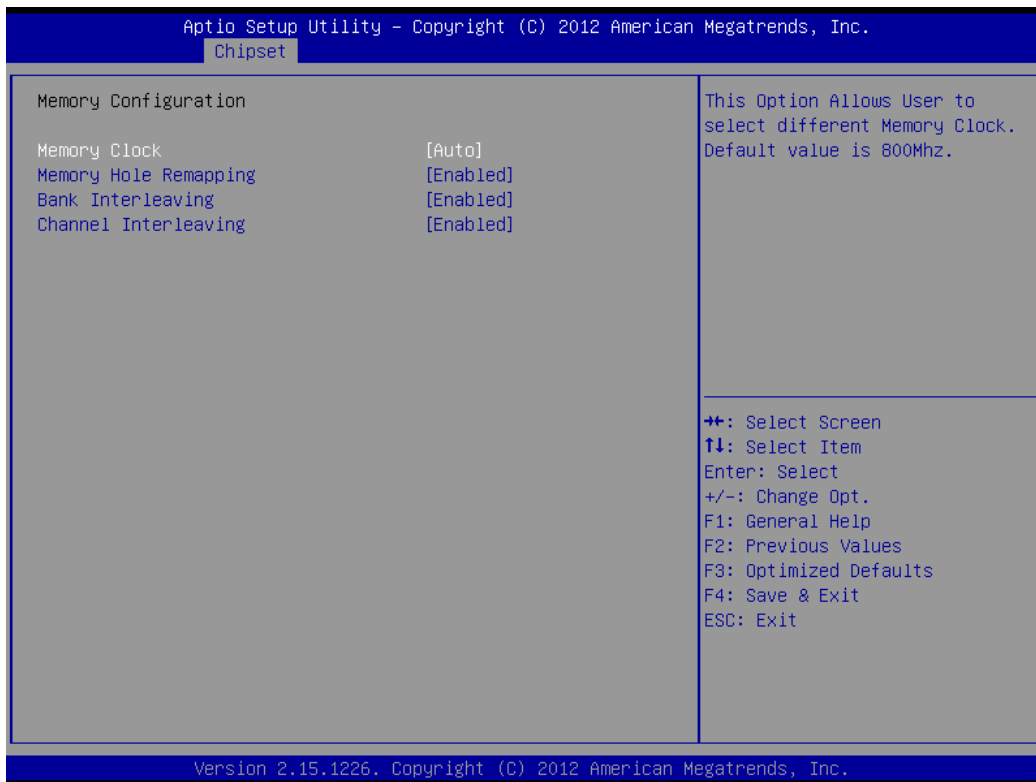 Aptio Setup Utility – Copyright (C) 2012 American Megatrends, Inc.
Chipset
Memory Configuration
Memory Clock [Auto]
Memory Hole Remapping [Enabled]
Bank Interleaving [Enabled]
Channel Interleaving [Enabled]
This Option Allows User to
select different Memory Clock.
Default value is 800Mhz.
→←: Select Screen
↑↓: Select Item
Enter: Select
+/-: Change Opt.
F1: General Help
F2: Previous Values
F3: Optimized Defaults
F4: Save & Exit
ESC: Exit
Version 2.15.1226. Copyright (C) 2012 American Megatrends, Inc.